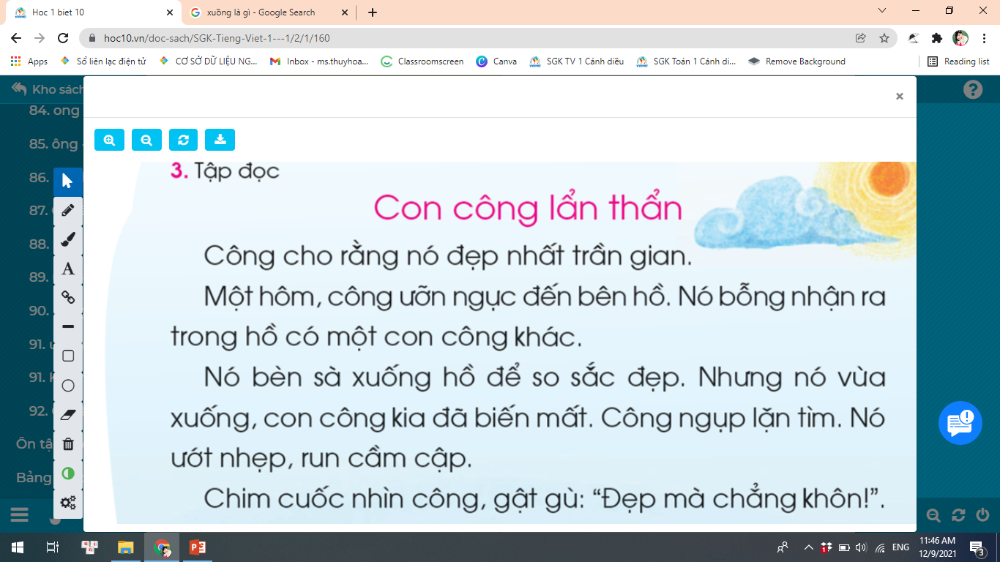 Hoc 1 biet 10
xuồng là gì - Google Search
hoc10.vn/doc-sach/SGK-Tieng-Viet-1---1/2/1/160
Apps Sổ liên lạc điện tử CƠ SỞ DỮ LIỆU NG... Inbox - ms.thuyhoa... Classroomscreen Canva SGK TV 1 Cánh diều SGK Toán 1 Cánh di... Remove Background Reading list
Kho sách
84. ong
85. ông
86.
87.
88.
89.
90.
91.
91.
92.
Ôn tậ
Bảng
3. Tập đọc
Con công lẩn thẩn
Công cho rằng nó đẹp nhất trần gian.
Một hôm, công ưỡn ngực đến bên hồ. Nó bỗng nhận ra
trong hồ có một con công khác.
Nó bèn sà xuống hồ để so sắc đẹp. Nhưng nó vừa
xuống, con công kia đã biến mất. Công ngụp lặn tìm. Nó
ướt nhẹp, run cầm cập.
Chim cuốc nhìn công, gật gù: “Đẹp mà chẳng khôn!”.
ENG
11:46 AM
12/9/2021
3